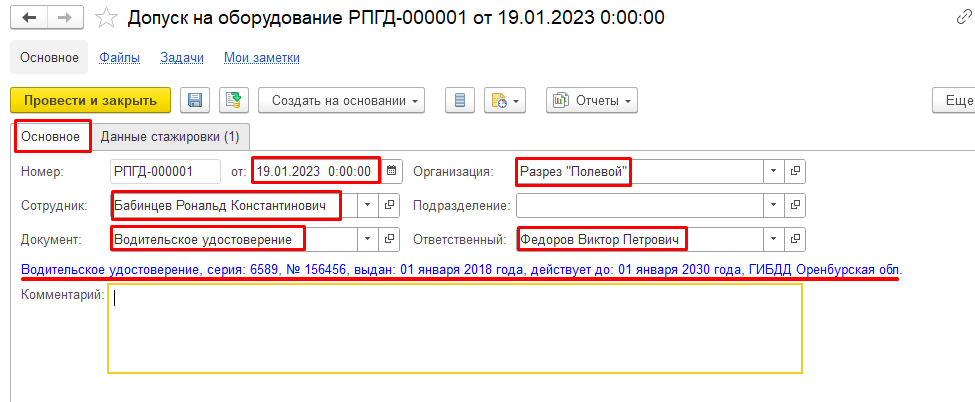 Допуск на оборудование РПГД-000001 от 19.01.2023 0:00:00
Основное Файлы Задачи Мои заметки
Провести и закрыть Создать на основании Отчеты Еще
Основное Данные стажировки (1)
Номер: РПГД-000001 от: 19.01.2023 0:00:00 Организация: Разрез "Полевой"
Сотрудник: Бабинцев Рональд Константинович Подразделение:
Документ: Водительское удостоверение Ответственный: Федоров Виктор Петрович
Водительское удостоверение, серия: 6589, № 156456, выдан: 01 января 2018 года, действует до: 01 января 2030 года, ГИБДД Оренбурская обл.
Комментарий: